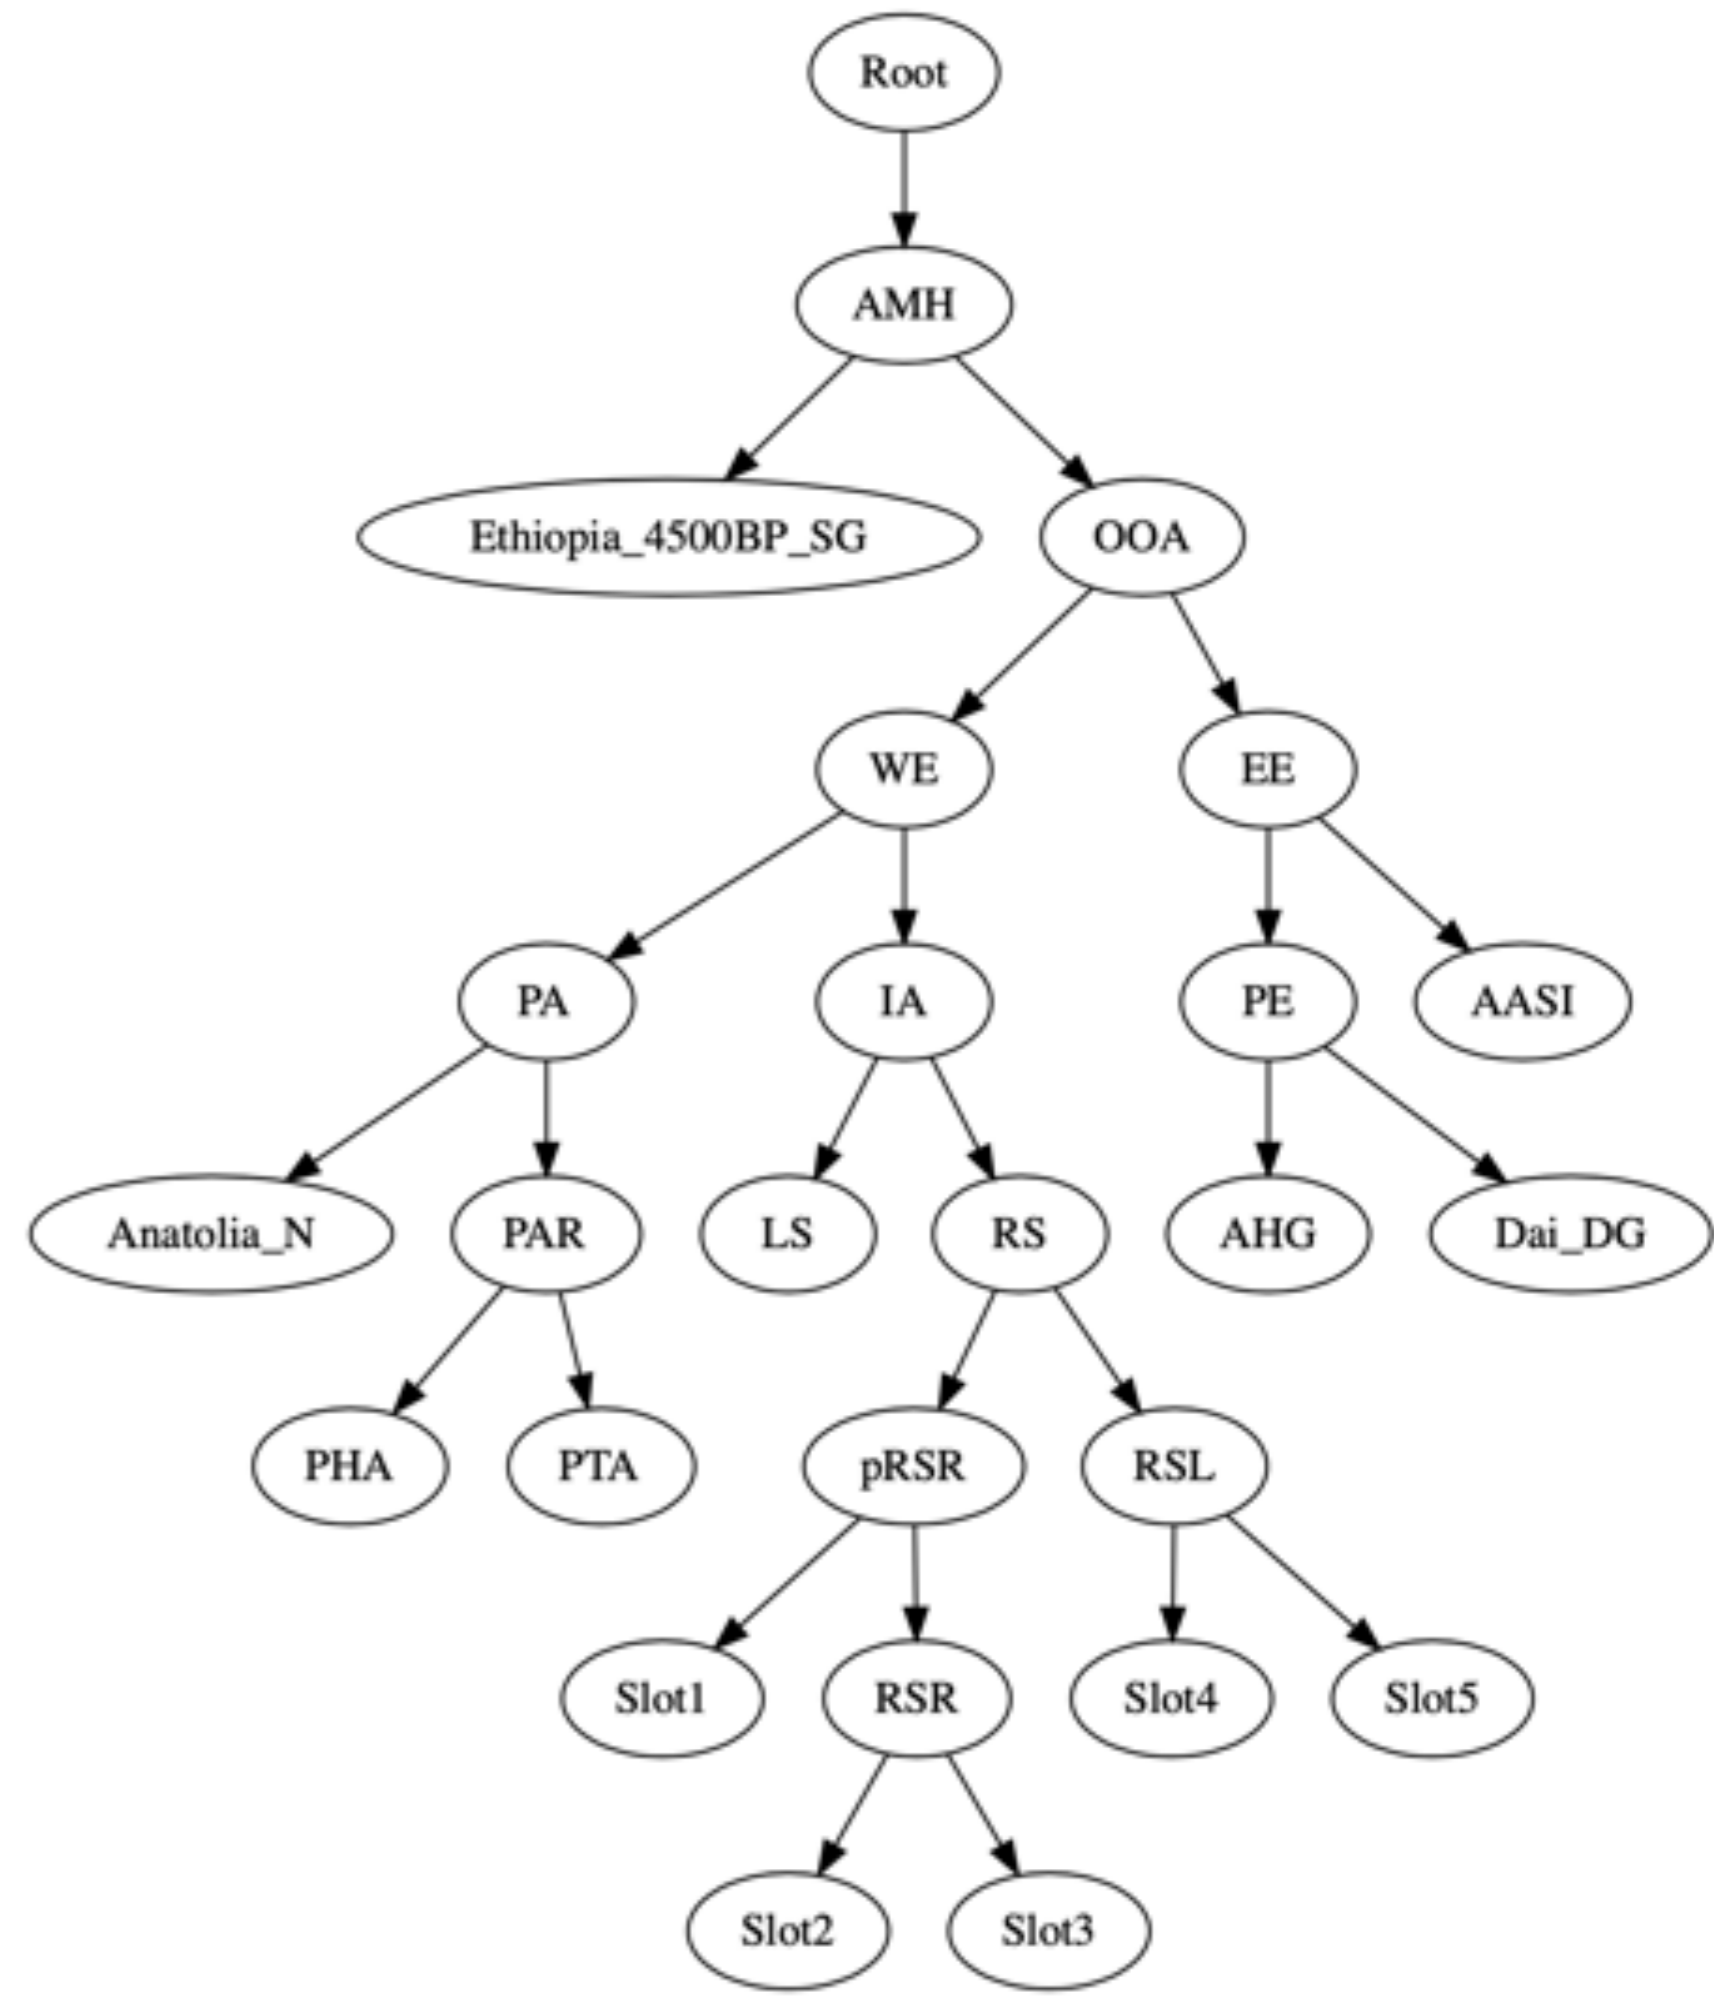 Root
AMH
Ethiopia_4500BP_SG
OOA
WE
EE
PA
IA
PE
AASI
Anatolia_N
PAR
LS
RS
AHG
Dai_DG
PHA
PTA
pRSR
RSL
Slot1
RSR
Slot4
Slot5
Slot2
Slot3